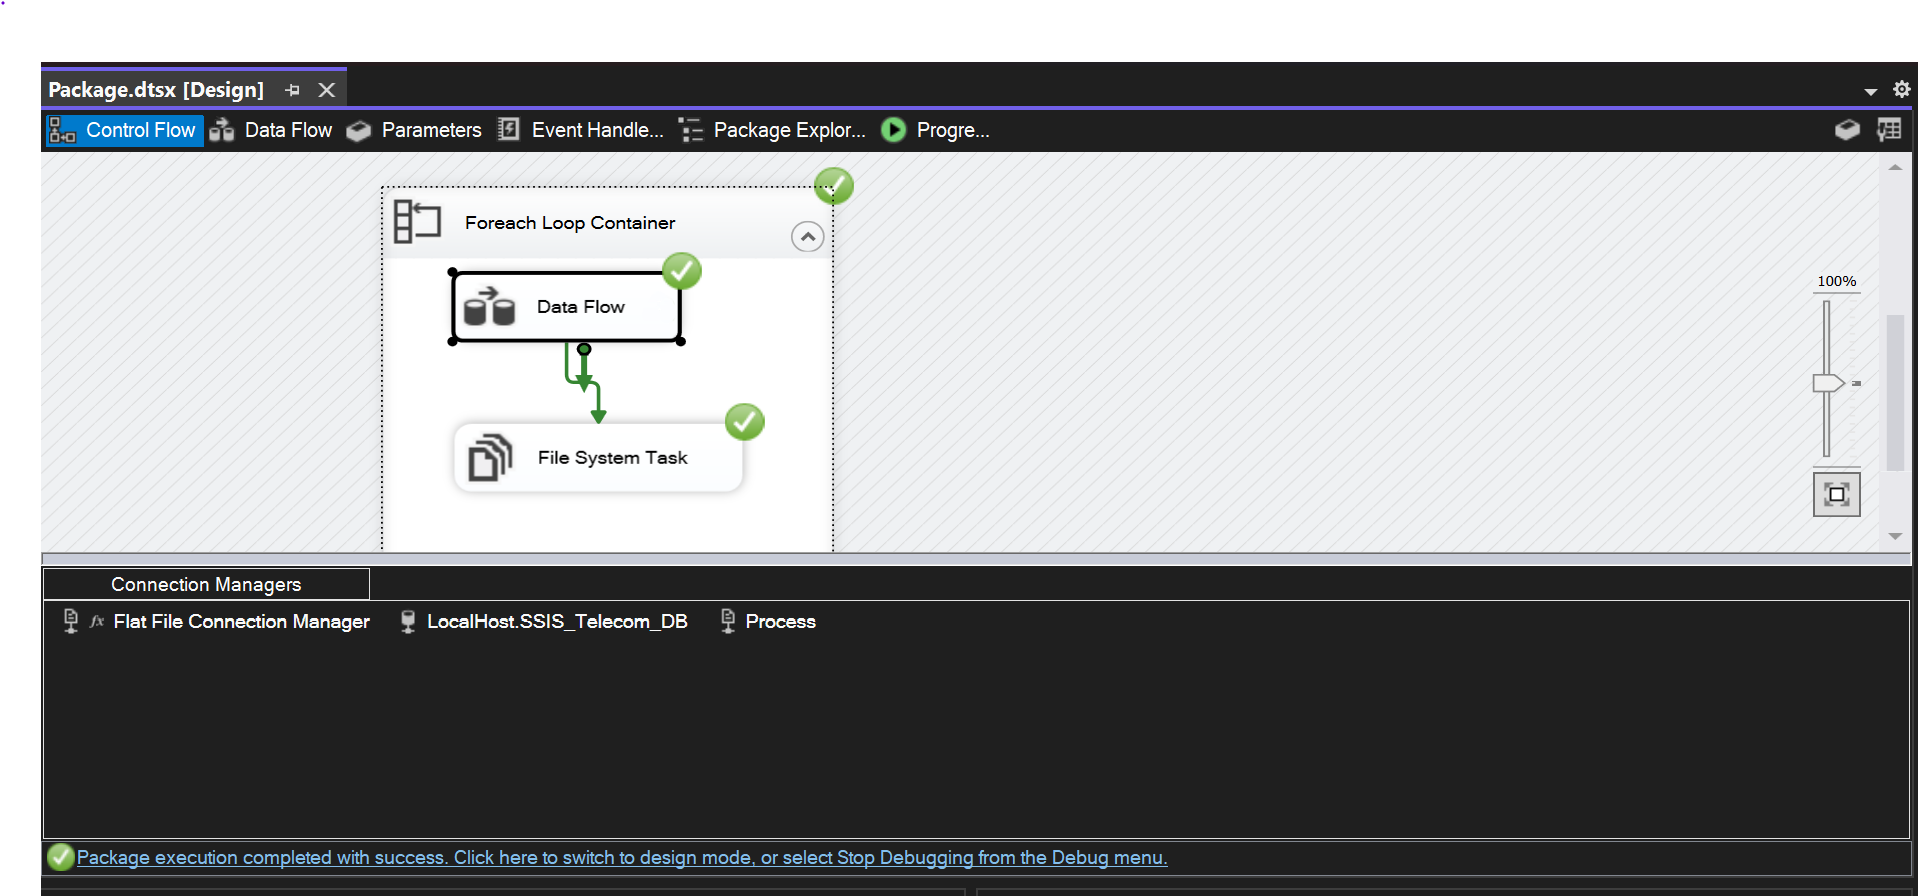 Package.dtsx [Design]
Control Flow Data Flow Parameters Event Handle... Package Explor... Progre...
Foreach Loop Container
Data Flow
100%
File System Task
Connection Managers
fx Flat File Connection Manager LocalHost.SSIS_Telecom_DB Process
Package execution completed with success. Click here to switch to design mode, or select Stop Debugging from the Debug menu.